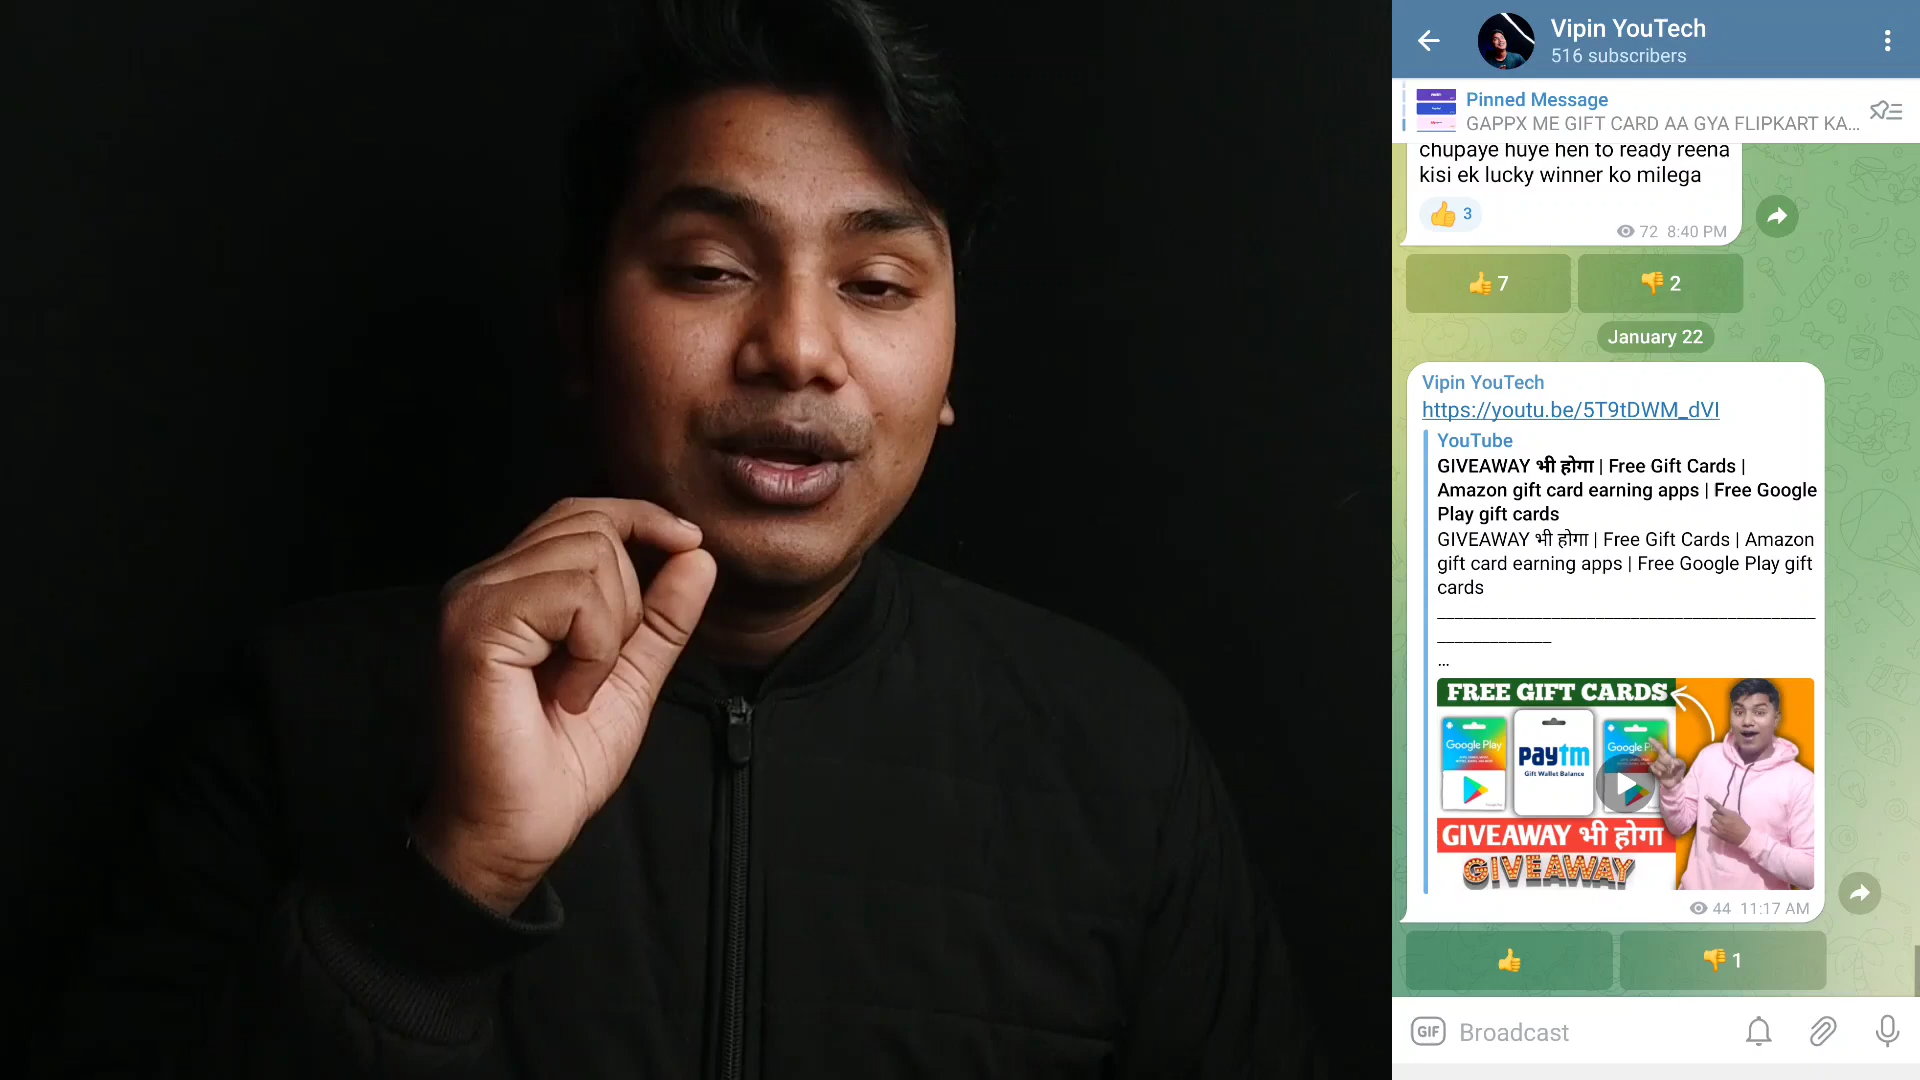 Vipin YouTech
516 subscribers
Pinned Message
GAPPX ME GIFT CARD AA GYA FLIPKART KA...
chupaye huye hen to ready reena
kisi ek lucky winner ko milega
👍 3
72 8:40 PM
👍 7
👎 2
January 22
Vipin YouTech
https://youtu.be/5T9tDWM_dVI
YouTube
GIVEAWAY भी होगा | Free Gift Cards |
Amazon gift card earning apps | Free Google
Play gift cards
GIVEAWAY भी होगा | Free Gift Cards | Amazon
gift card earning apps | Free Google Play gift
cards
...
FREE GIFT CARDS
Google Play
paytm
Gift Wallet Balance
Google
GIVEAWAY भी होगा
GIVEAWAY
44 11:17 AM
👍
👎 1
GIF
Broadcast